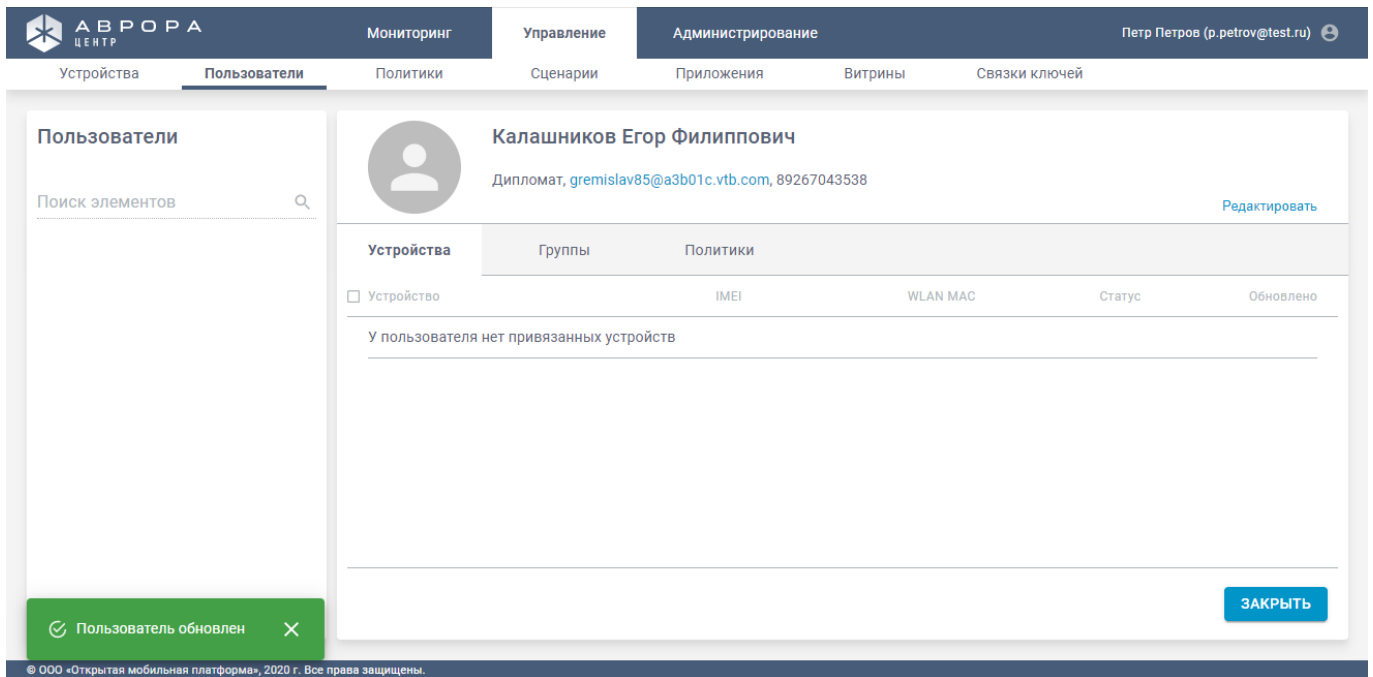 АВРОРА
ЦЕНТР
Мониторинг Управление Администрирование Петр Петров (p.petrov@test.ru)
Устройства Пользователи Политики Сценарии Приложения Витрины Связки ключей
Пользователи
Поиск элементов
Калашников Егор Филиппович
Дипломат, gremislav85@a3b01c.vtb.com, 89267043538
Редактировать
Устройства Группы Политики
Устройство IMEI WLAN MAC Статус Обновлено
У пользователя нет привязанных устройств
ЗАКРЫТЬ
Пользователь обновлен
© ООО «Открытая мобильная платформа», 2020 г. Все права защищены.